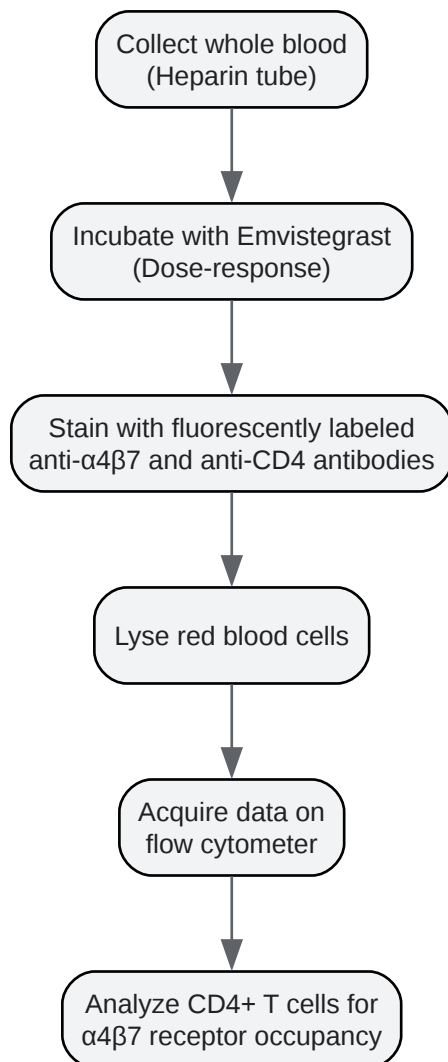 Collect whole blood
(Heparin tube)
Incubate with Emvistegrast
(Dose-response)
Stain with fluorescently labeled
anti-α4β7 and anti-CD4 antibodies
Lyse red blood cells
Acquire data on
flow cytometer
Analyze CD4+ T cells for
α4β7 receptor occupancy